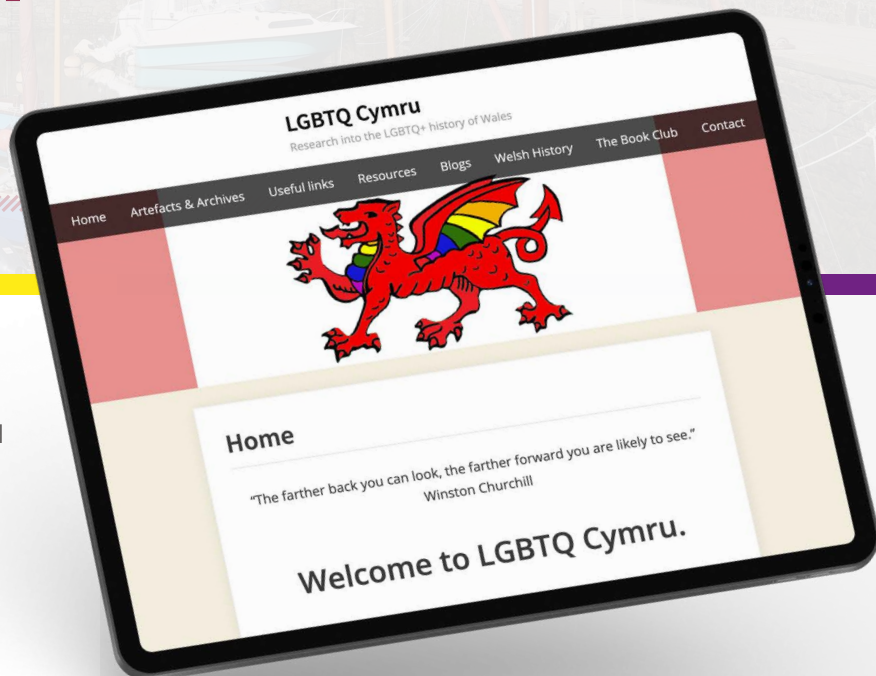 LGBTQ Cymru
Research into the LGBTQ+ history of Wales
Home Artefacts & Archives Useful links Resources Blogs Welsh History The Book Club Contact
Home
“The farther back you can look, the farther forward you are likely to see.”
Winston Churchill
Welcome to LGBTQ Cymru.